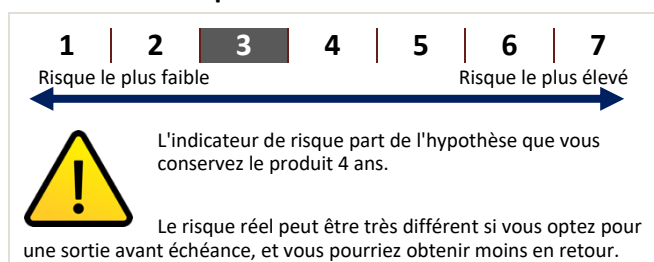 1 2 3 4 5 6 7
Risque le plus faible Risque le plus élevé
L'indicateur de risque part de l'hypothèse que vous
conservez le produit 4 ans.
Le risque réel peut être très différent si vous optez pour
une sortie avant échéance, et vous pourriez obtenir moins en retour.